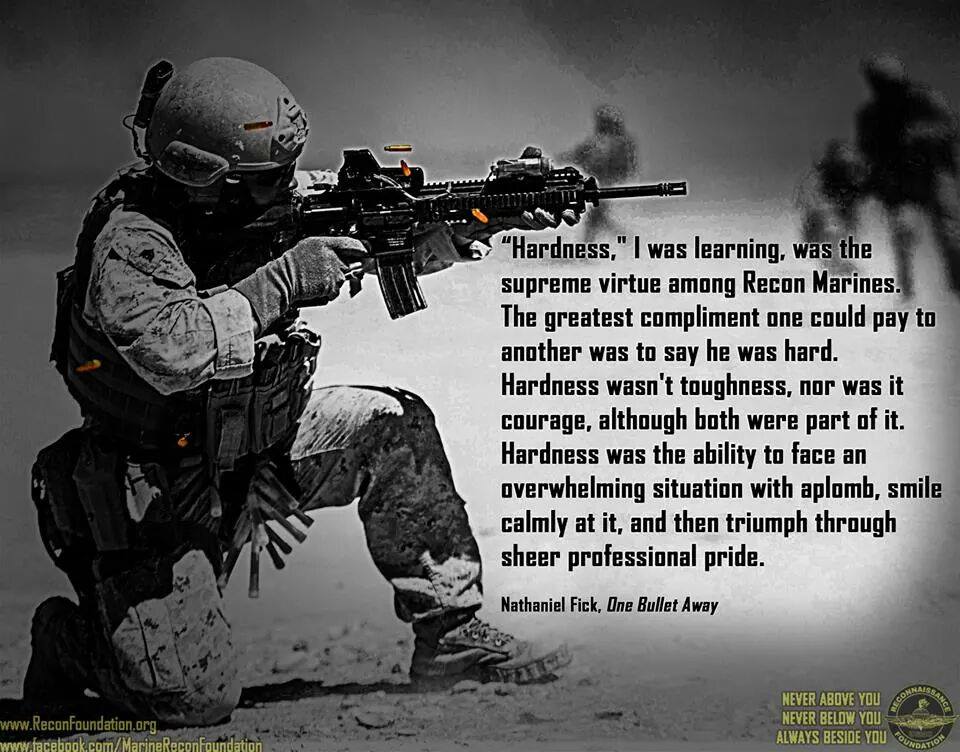 “Hardness," I was learning, was the
supreme virtue among Recon Marines.
The greatest compliment one could pay to
another was to say he was hard.
Hardness wasn't toughness, nor was it
courage, although both were part of it.
Hardness was the ability to face an
overwhelming situation with aplomb, smile
calmly at it, and then triumph through
sheer professional pride.
Nathaniel Fick, One Bullet Away
www.ReconFoundation.org
www.facebook.com/MarineReconFoundation
NEVER ABOVE YOU
NEVER BELOW YOU
ALWAYS BESIDE YOU
RECONNAISSANCE
FOUNDATION